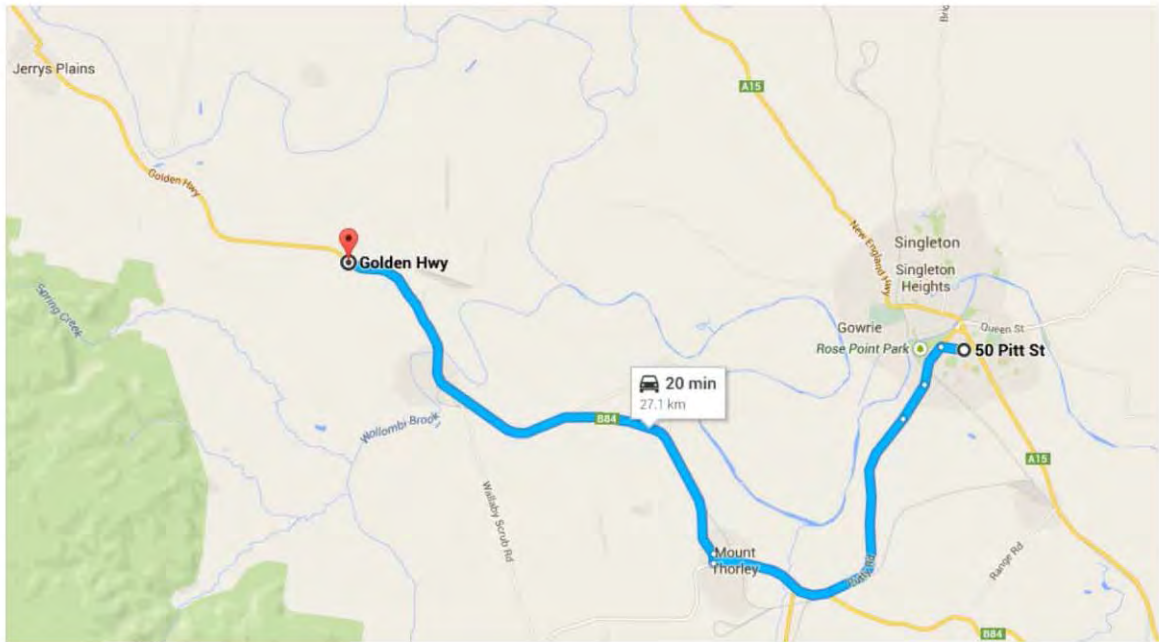 Jerrys Plains
A15
Bri
Golden Hwy
Golden Hwy
Spring Creek
New England Hwy
Singleton
Singleton
Heights
Gowrie
Queen St
Rose Point Park
50 Pitt St
20 min
27.1 km
B84
Wollombi Brook
Wallaby Scrub Rd
A15
Mount
Thorley
Range Rd
B84